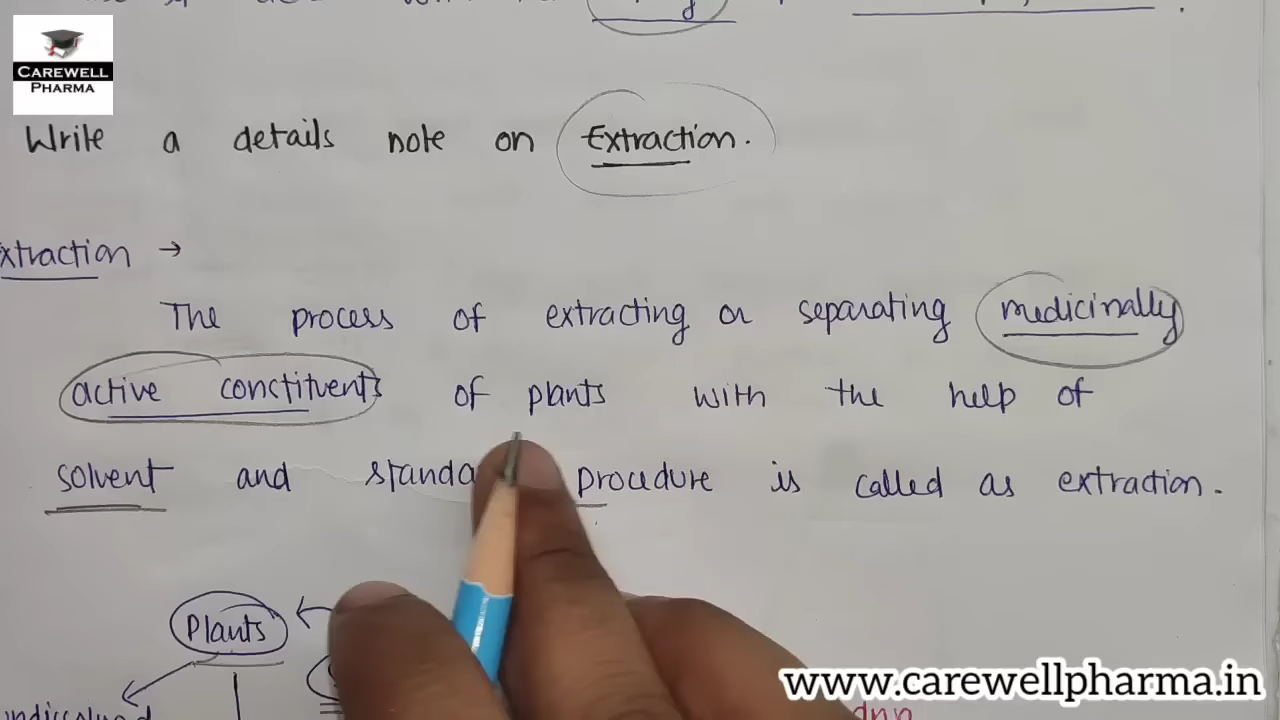 CAREWELL
PHARMA
Write a details note on Extraction.
xtraction →
The process of extracting or separating medicinally
active conctituents of plants with the help of
solvent and standa procedure is called as extraction.
Plants
undissolved
www.carewellpharma.in